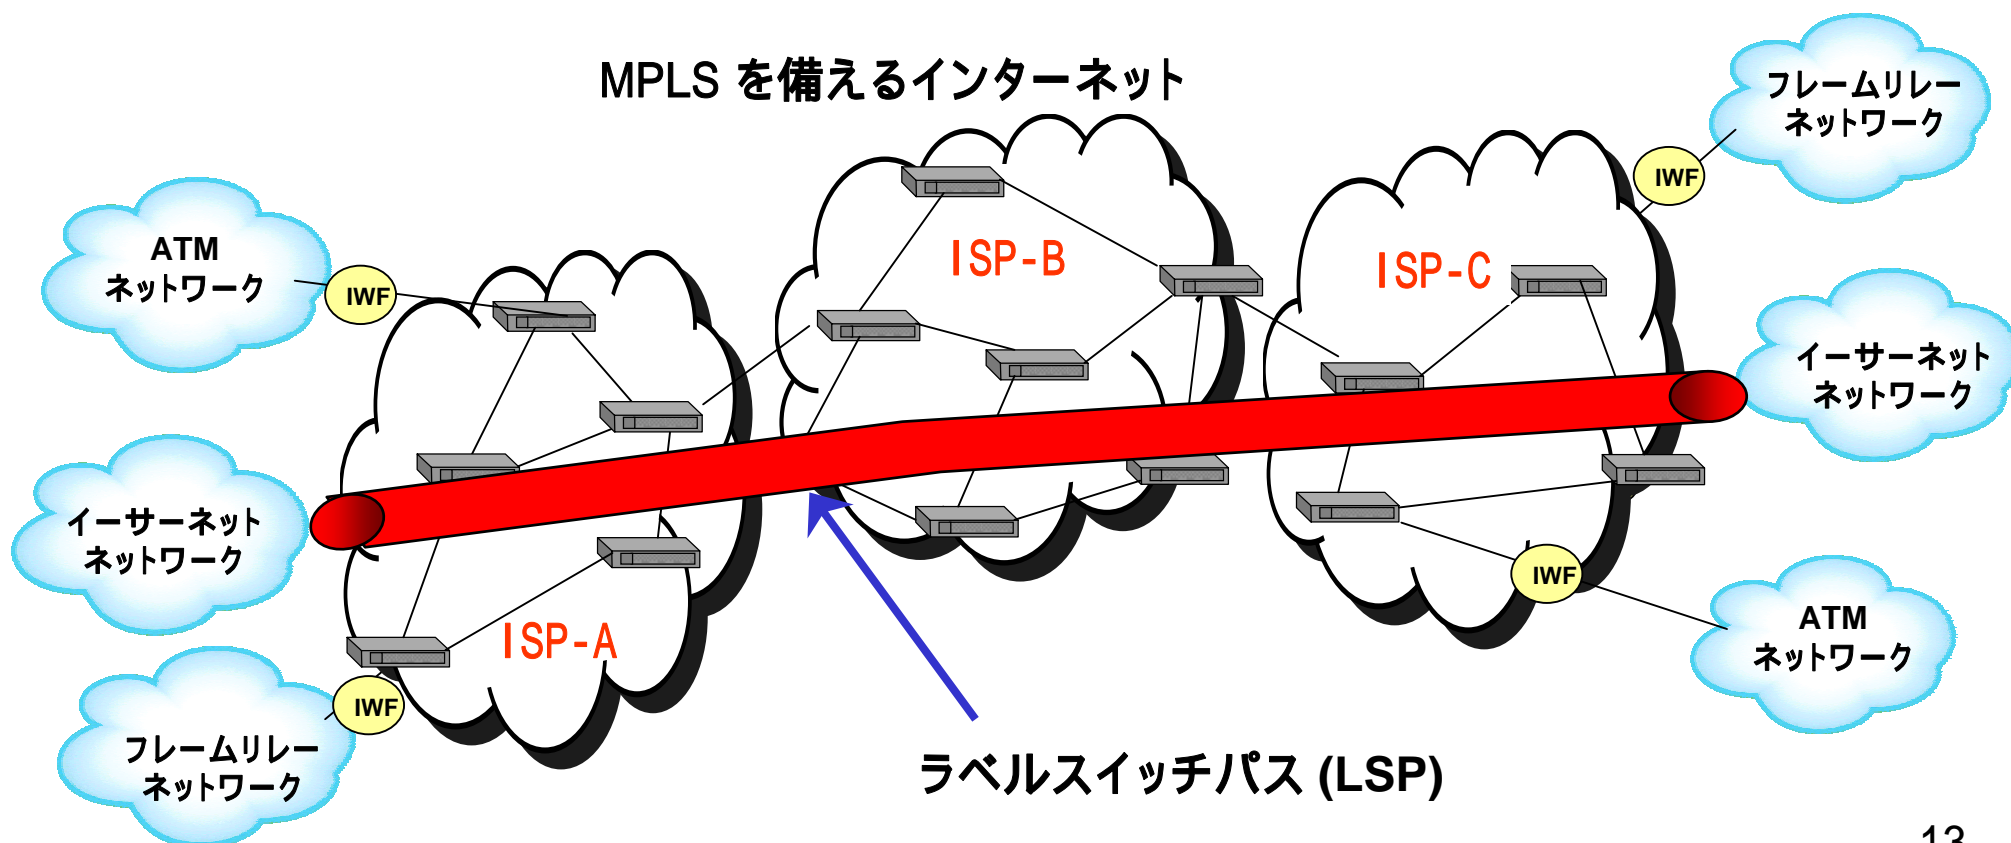 MPLS を備えるインターネット
フレームリレー
ネットワーク
IWF
ATM
ネットワーク
IWF
ISP-B
ISP-C
イーサーネット
ネットワーク
イーサーネット
ネットワーク
IWF
ISP-A
ATM
ネットワーク
IWF
フレームリレー
ネットワーク
ラベルスイッチパス (LSP)
13